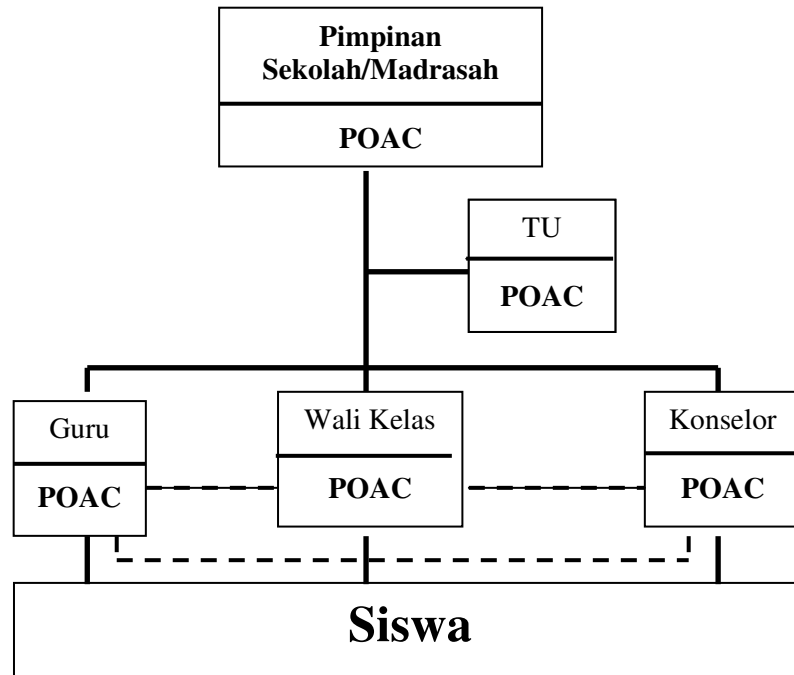 Pimpinan
Sekolah/Madrasah
POAC
TU
POAC
Guru
POAC
Wali Kelas
POAC
Konselor
POAC
Siswa